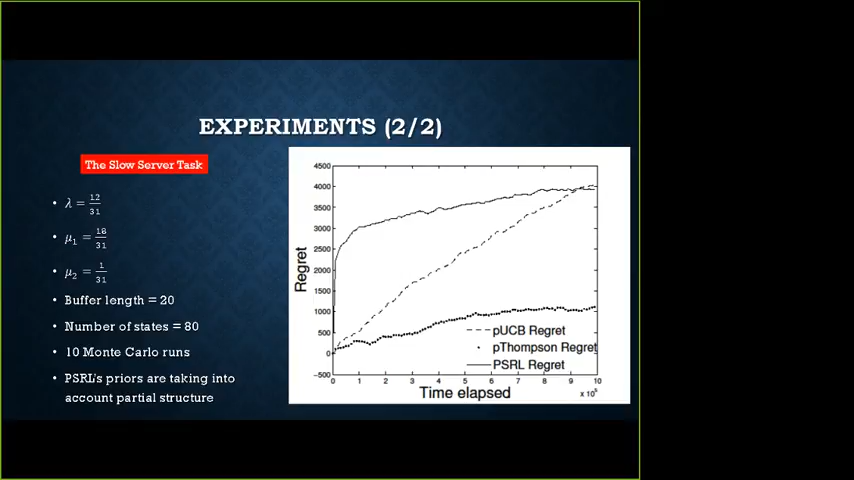 EXPERIMENTS (2/2)
The Slow Server Task
• λ = 12/31
• μ₁ = 18/31
• μ₂ = 1/31
• Buffer length = 20
• Number of states = 80
• 10 Monte Carlo runs
• PSRL's priors are taking into
account partial structure
Regret
4500
4000
3500
3000
2500
2000
1500
1000
500
0
-500
pUCB Regret
pThompson Regret
PSRL Regret
0 1 2 3 4 5 6 7 8 9 10
Time elapsed